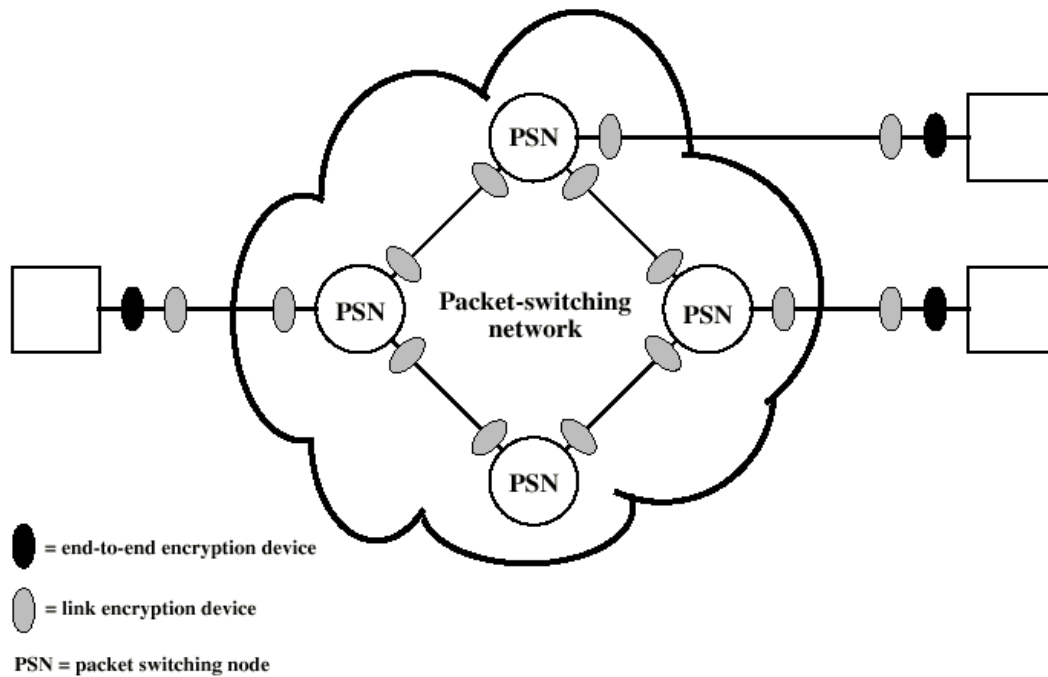 PSN
PSN
Packet-switching
network
PSN
PSN
= end-to-end encryption device
= link encryption device
PSN = packet switching node